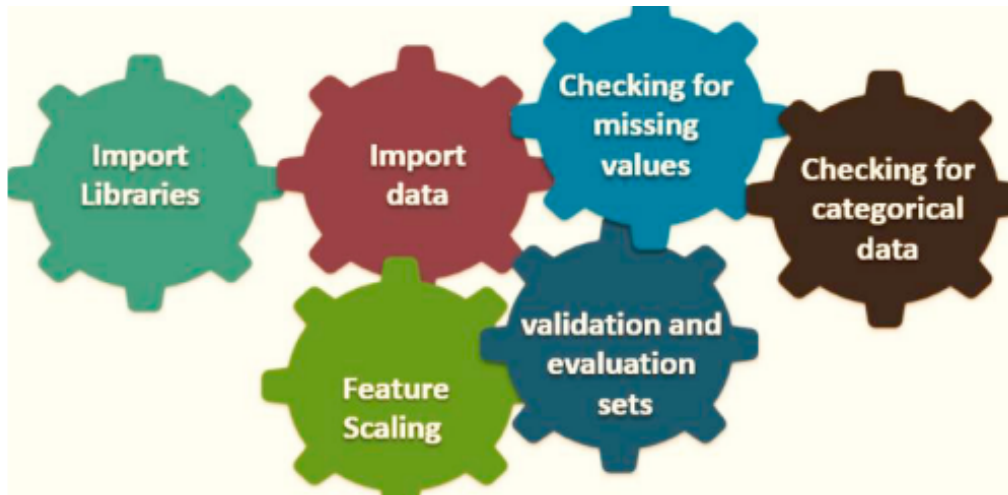 Import
Libraries
Import
data
Checking for
missing
values
Checking for
categorical
data
Feature
Scaling
validation and
evaluation
sets